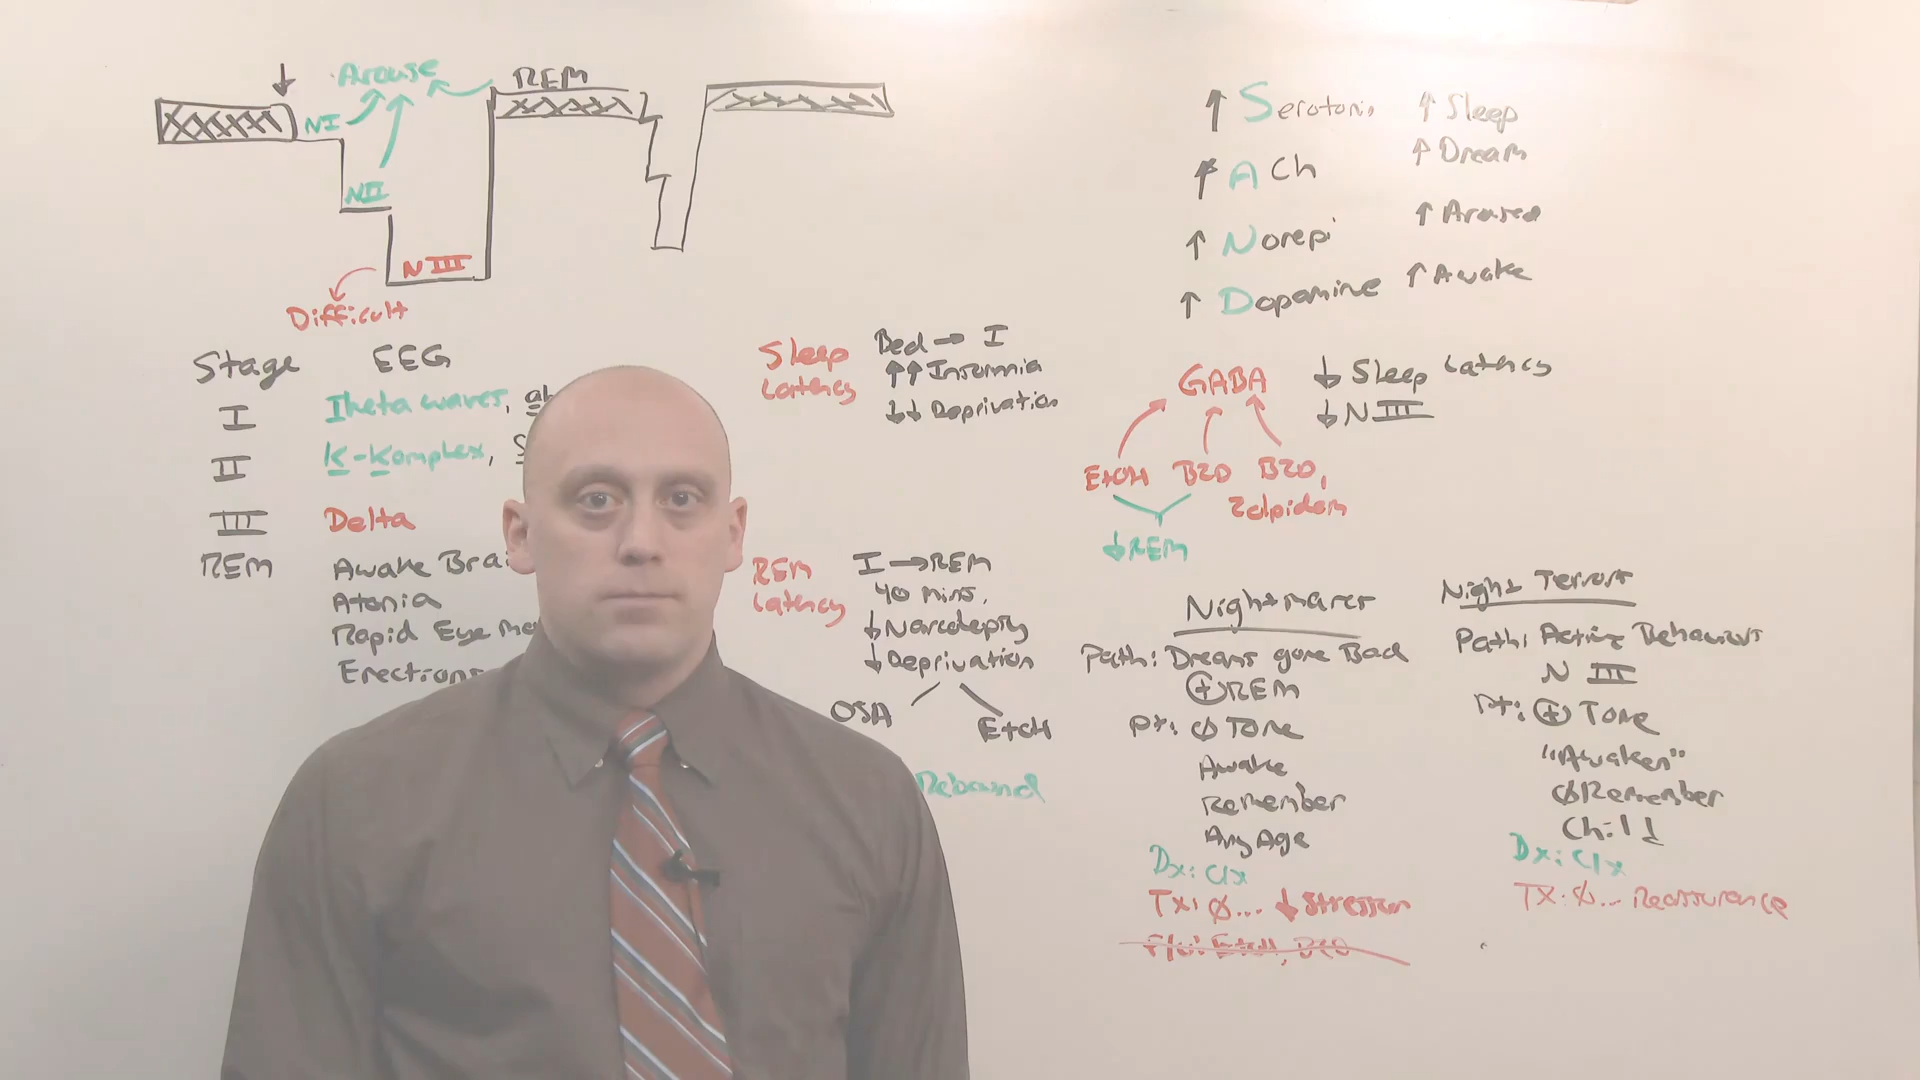 Arouse
REM
NI
NII
NIII
Difficult
Stage EEG
I Theta waves,
II K-Komplex,
III Delta
REM Awake
Atonia
Rapid Eye
Erections
Sleep Latency
Bed → I
↑↑ Insomnia
↓↓ Deprivation
REM Latency
I → REM
40 mins.
↓ Narcolepsy
↓ Deprivation
OSA EtOH
Rebound
↑ Serotonin ↑ Sleep
↑ ACh ↑ Dream
↑ Norepi ↑ Aroused
↑ Dopamine ↑ Awake
GABA ↓ Sleep Latency
↓ NIII
EtOH BZD BZD,
Zolpidem
↓ REM
Nightmares
Path: Dreams gone Bad
⊕ REM
Pt: ∅ Tone
Awake
Remember
Any Age
Dx: Clx
Tx: ∅... ↓ Stressors
F/u: EtOH, BZD
Night Terrors
Path: Active Behaviors
N III
Pt: ⊕ Tone
"Awaken"
∅ Remember
Child
Dx: Clx
TX: ∅... Reassurance